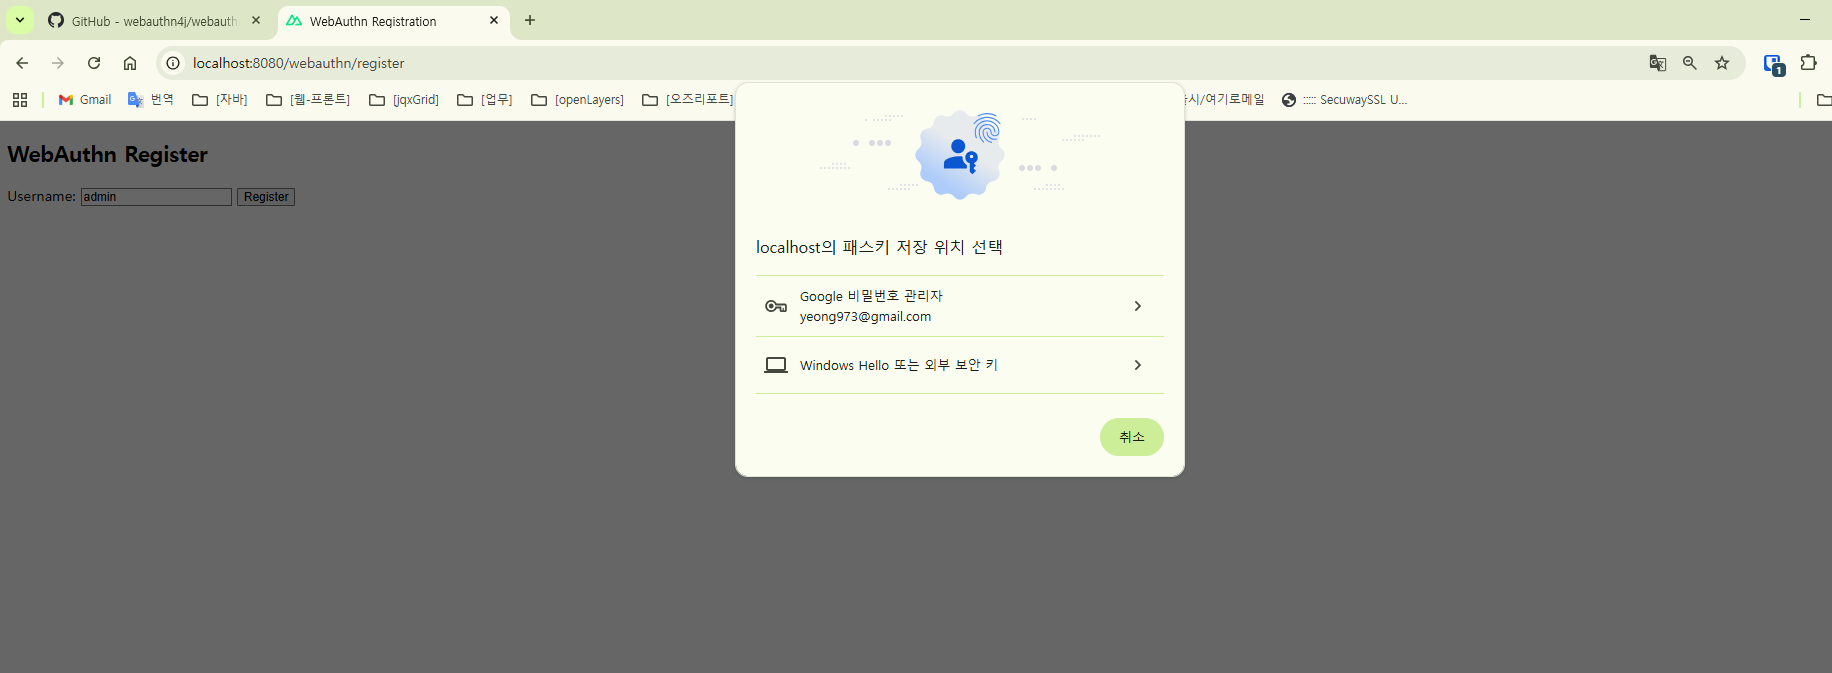 GitHub - webauthn4j/webauthn
WebAuthn Registration
localhost:8080/webauthn/register
1
Gmail
번역
[자바]
[웹-프론트]
[jqxGrid]
[업무]
[openLayers]
[오즈리포트]
시/여기로메일
::::: SecuwaySSL U...
WebAuthn Register
Username: admin Register
localhost의 패스키 저장 위치 선택
Google 비밀번호 관리자
yeong973@gmail.com
Windows Hello 또는 외부 보안 키
취소